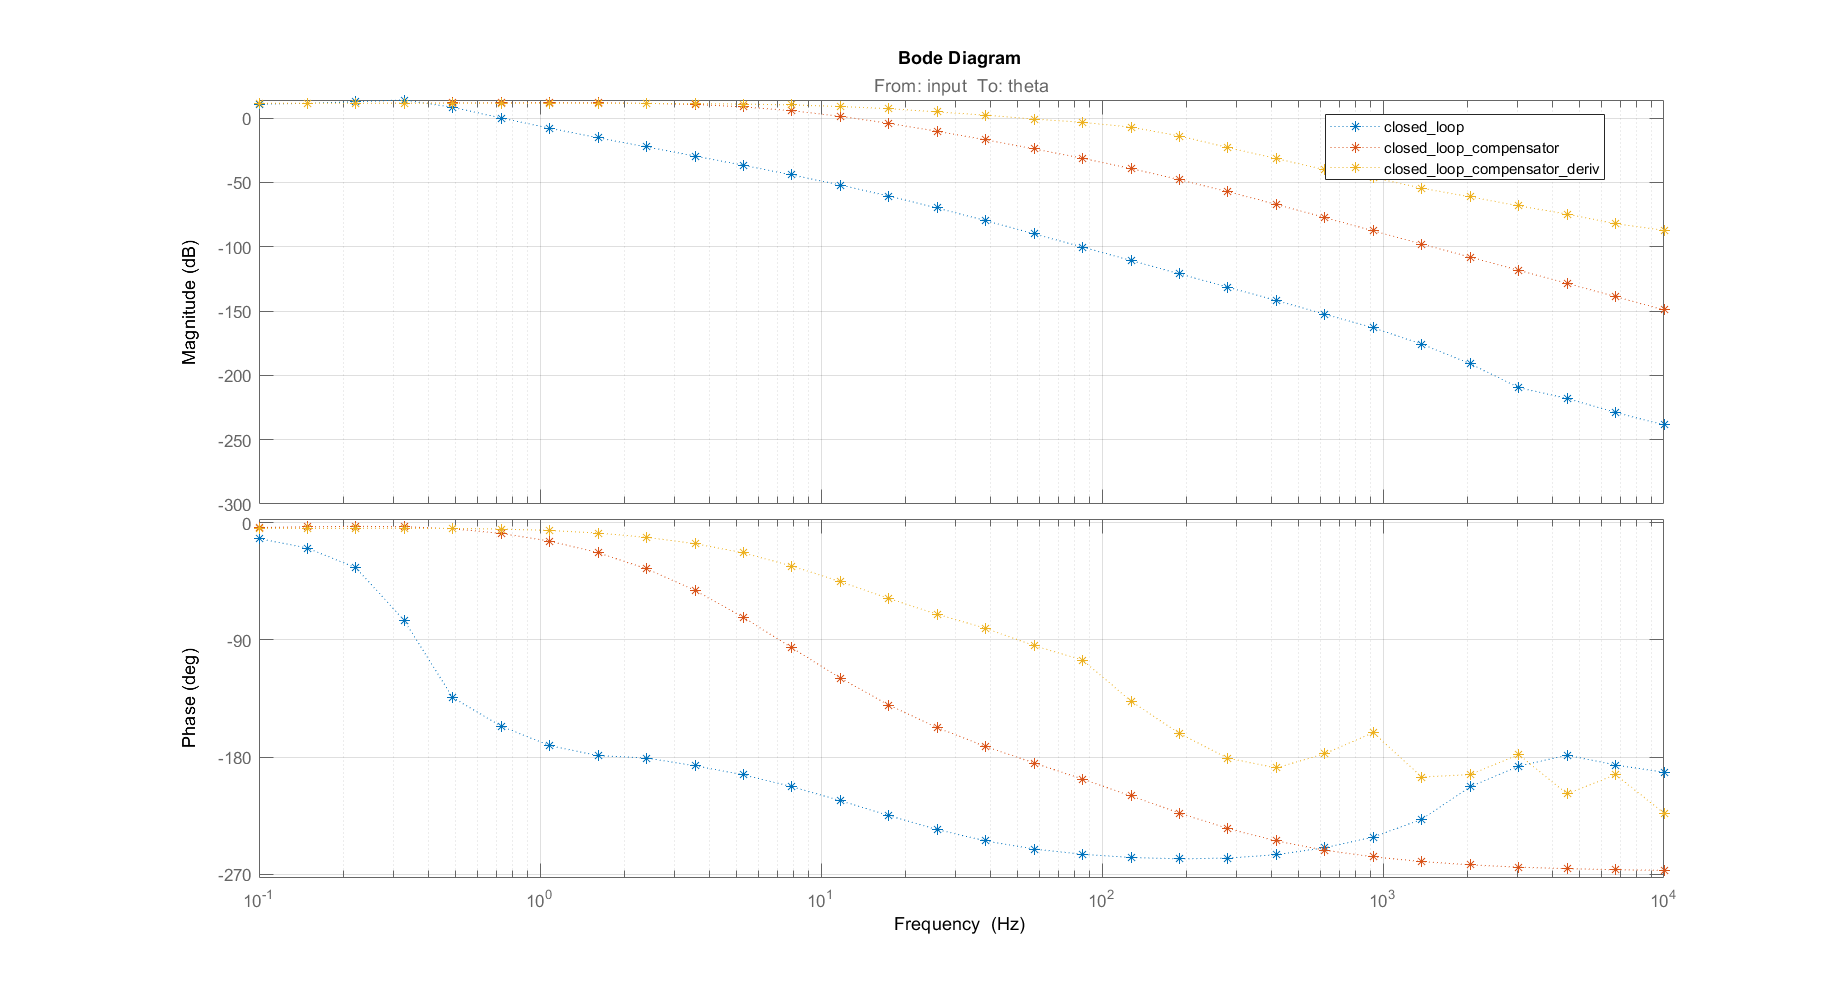 Bode Diagram
From: input To: theta
Magnitude (dB)
0
-50
-100
-150
-200
-250
-300
closed_loop
closed_loop_compensator
closed_loop_compensator_deriv
Phase (deg)
0
-90
-180
-270
10^-1
10^0
10^1
10^2
10^3
10^4
Frequency (Hz)